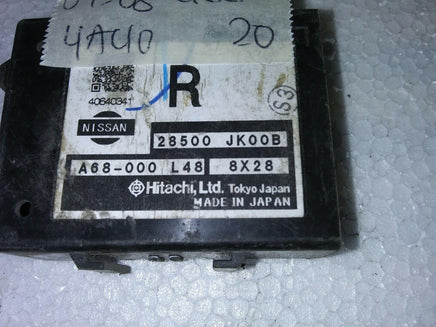 4A40 20
40640341
R
S3
NISSAN
28500 JK00B
A68-000 L48 8X28
Hitachi, Ltd. Tokyo Japan
MADE IN JAPAN